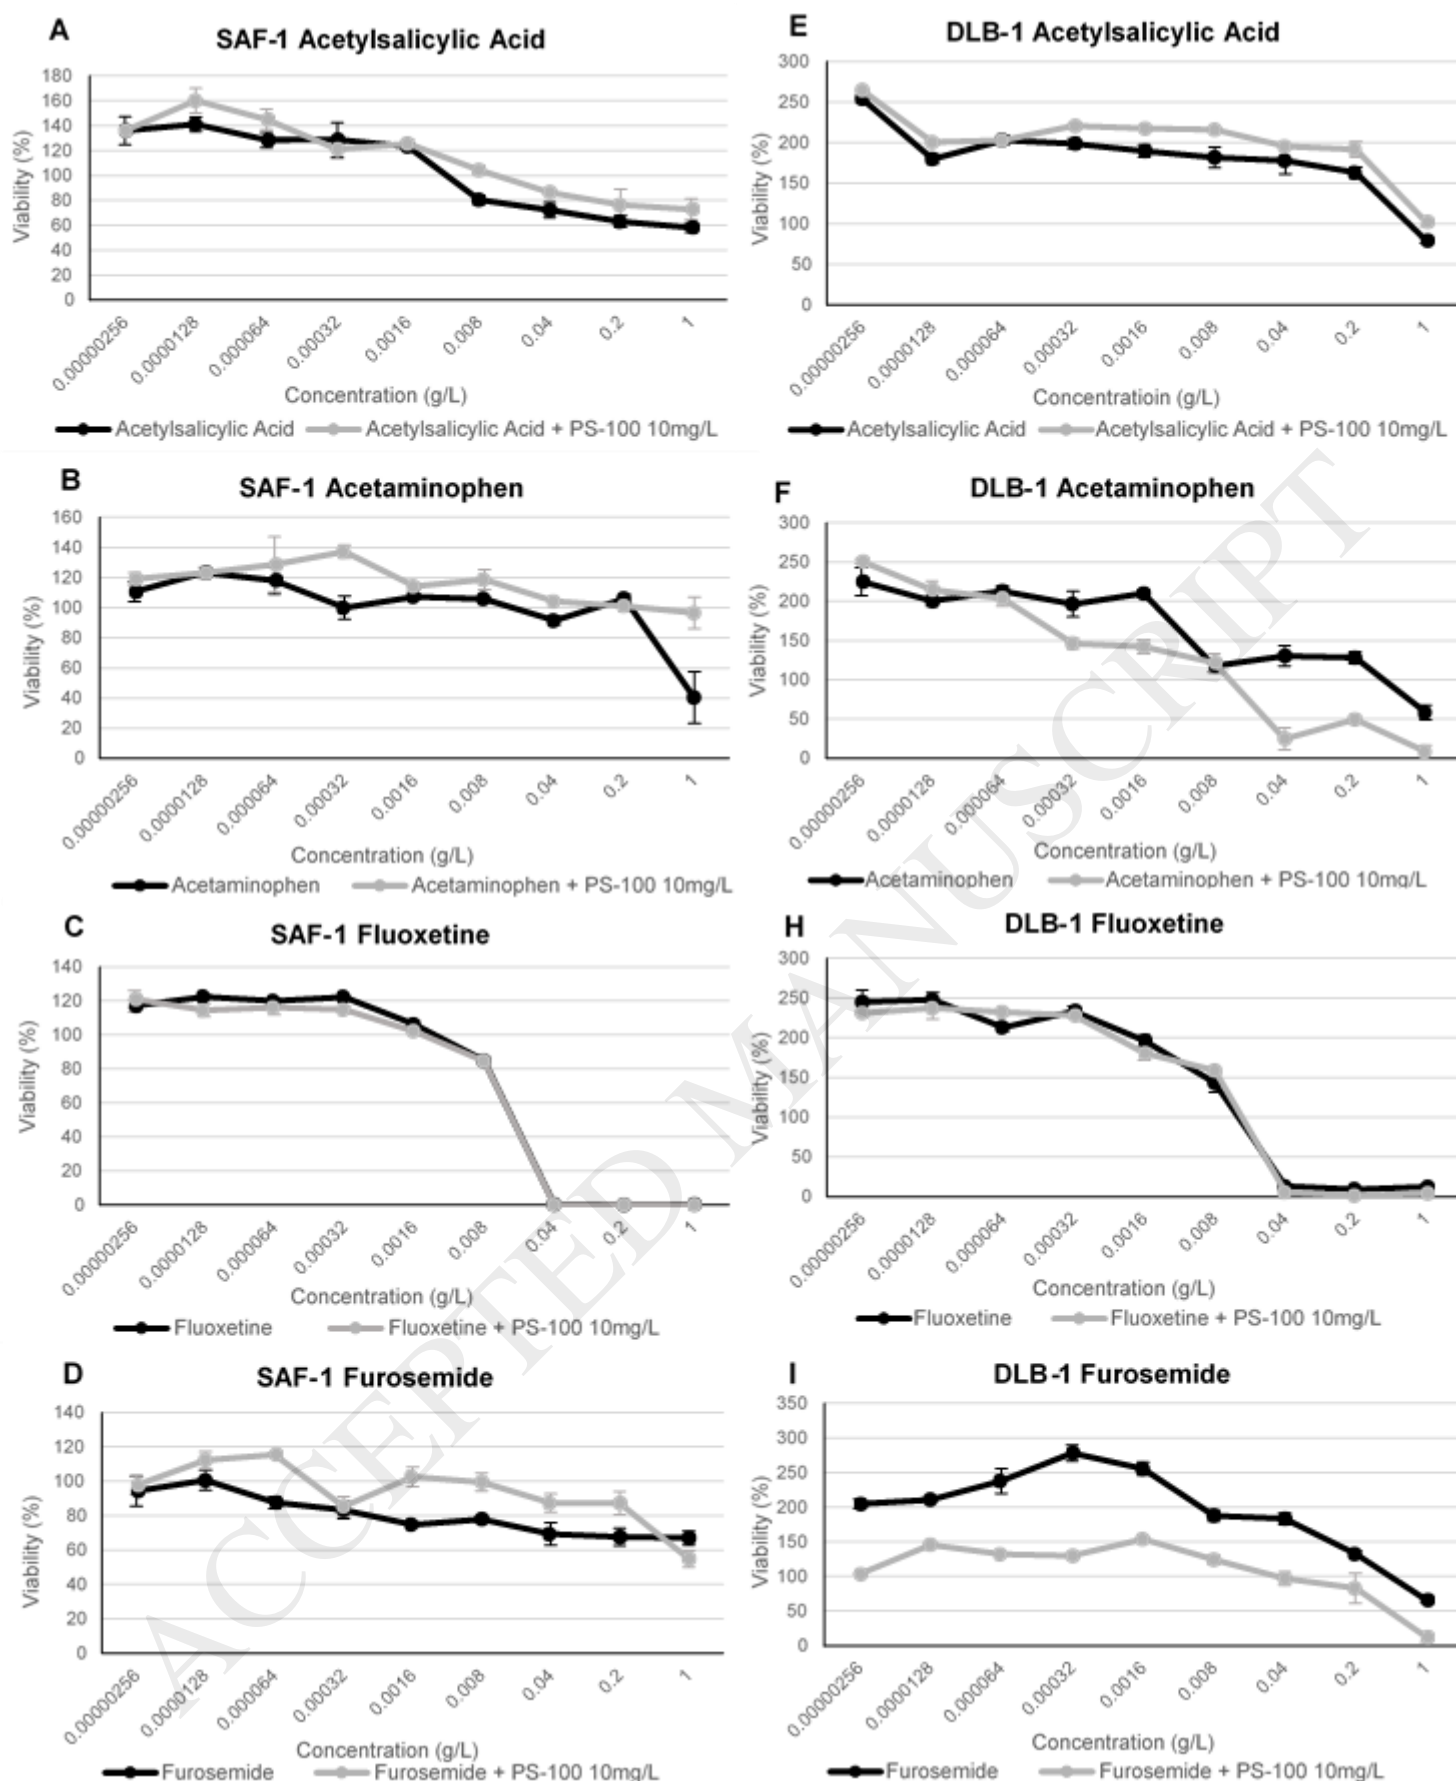 A
SAF-1 Acetylsalicylic Acid
Viability (%)
180
160
140
120
100
80
60
40
20
0
0.00000256
0.0000128
0.000064
0.00032
0.0016
0.008
0.04
0.2
1
Concentration (g/L)
Acetylsalicylic Acid
Acetylsalicylic Acid + PS-100 10mg/L
E
DLB-1 Acetylsalicylic Acid
Viability (%)
300
250
200
150
100
50
0
0.00000256
0.0000128
0.000064
0.00032
0.0016
0.008
0.04
0.2
1
Concentratioin (g/L)
Acetylsalicylic Acid
Acetylsalicylic Acid + PS-100 10mg/L
B
SAF-1 Acetaminophen
Viability (%)
160
140
120
100
80
60
40
20
0
0.00000256
0.0000128
0.000064
0.00032
0.0016
0.008
0.04
0.2
1
Concentration (g/L)
Acetaminophen
Acetaminophen + PS-100 10mg/L
F
DLB-1 Acetaminophen
Viability (%)
300
250
200
150
100
50
0
0.00000256
0.0000128
0.000064
0.00032
0.0016
0.008
0.04
0.2
1
Concentration (g/L)
Acetaminophen
Acetaminophen + PS-100 10mg/L
C
SAF-1 Fluoxetine
Viability (%)
140
120
100
80
60
40
20
0
0.00000256
0.0000128
0.000064
0.00032
0.0016
0.008
0.04
0.2
1
Concentration (g/L)
Fluoxetine
Fluoxetine + PS-100 10mg/L
H
DLB-1 Fluoxetine
Viability (%)
300
250
200
150
100
50
0
0.00000256
0.0000128
0.000064
0.00032
0.0016
0.008
0.04
0.2
1
Concentration (g/L)
Fluoxetine
Fluoxetine + PS-100 10mg/L
D
SAF-1 Furosemide
Viability (%)
140
120
100
80
60
40
20
0
0.00000256
0.0000128
0.000064
0.00032
0.0016
0.008
0.04
0.2
1
Concentration (g/L)
Furosemide
Furosemide + PS-100 10mg/L
I
DLB-1 Furosemide
Viability (%)
350
300
250
200
150
100
50
0
0.00000256
0.0000128
0.000064
0.00032
0.0016
0.008
0.04
0.2
1
Concentration (g/L)
Furosemide
Furosemide + PS-100 10mg/L
ACCEPTED MANUSCRIPT